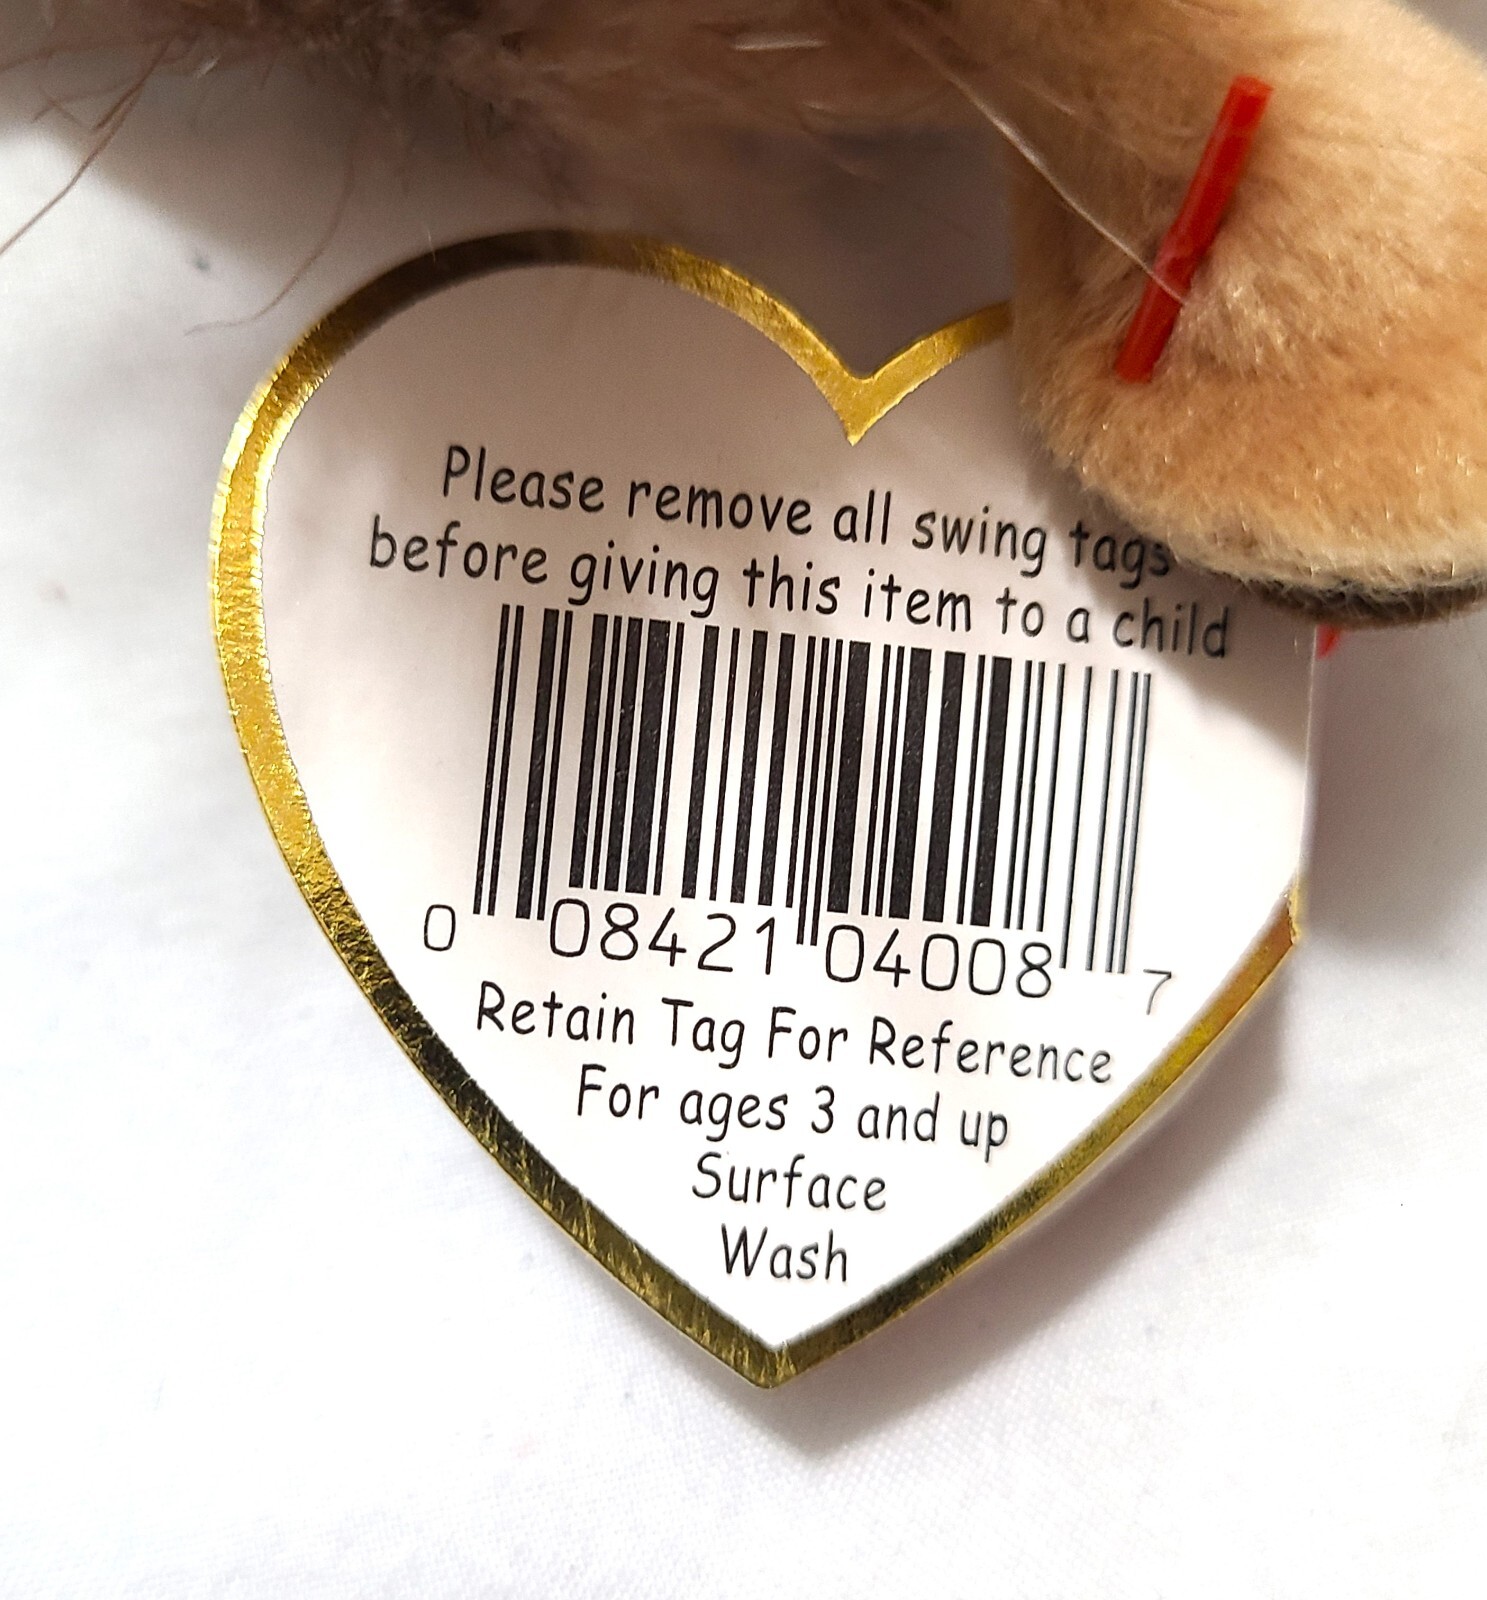 Please remove all swing tags
before giving this item to a child
0 08421 04008 7
Retain Tag For Reference
For ages 3 and up
Surface
Wash